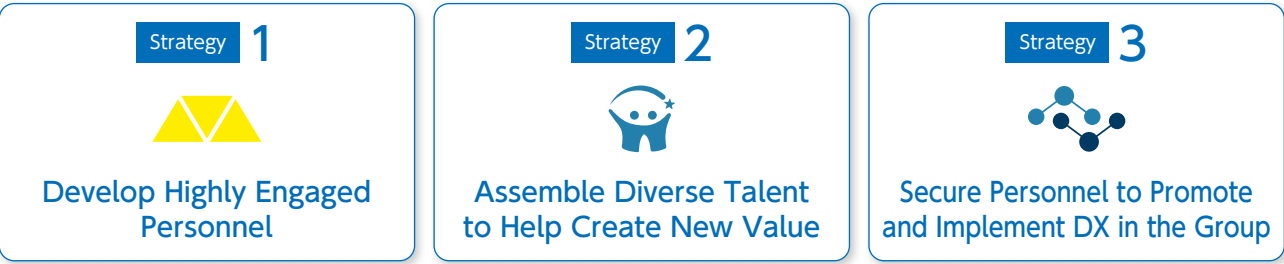 Strategy 1
Develop Highly Engaged
Personnel
Strategy 2
Assemble Diverse Talent
to Help Create New Value
Strategy 3
Secure Personnel to Promote
and Implement DX in the Group